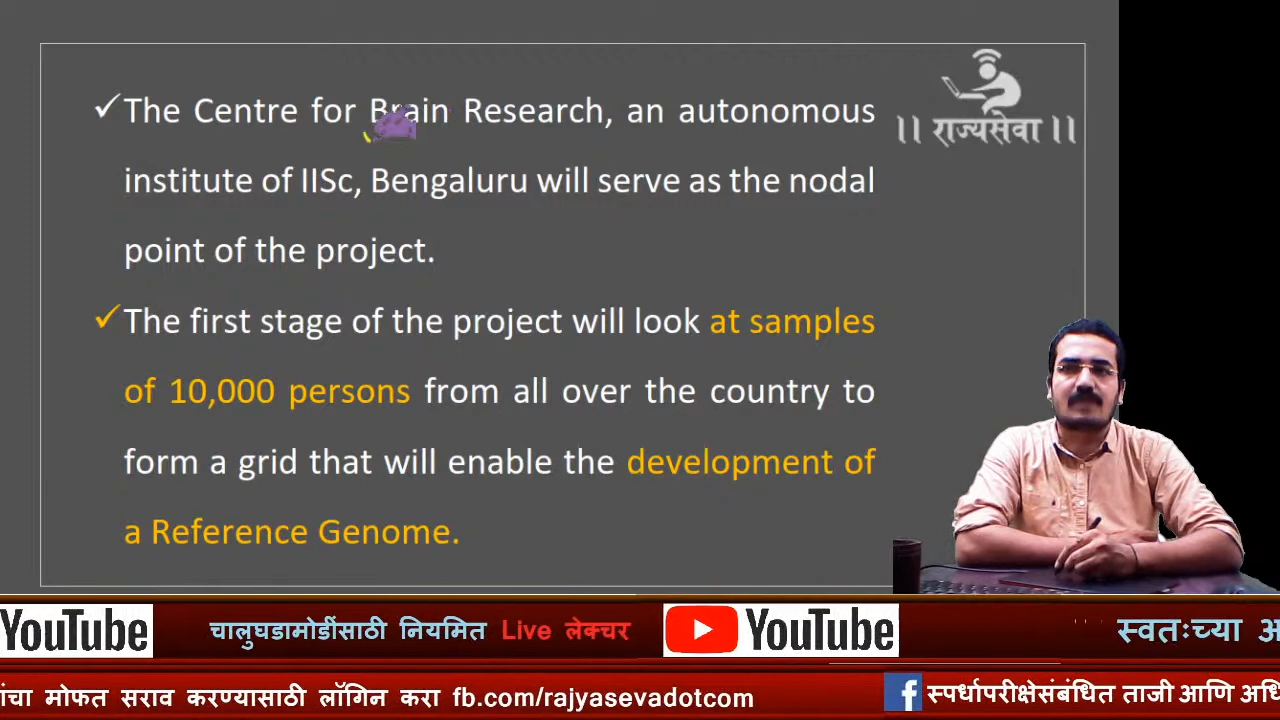 ✓The Centre for Brain Research, an autonomous
institute of IISc, Bengaluru will serve as the nodal
point of the project.
✓The first stage of the project will look at samples
of 10,000 persons from all over the country to
form a grid that will enable the development of
a Reference Genome.
।। राज्यसेवा ।।
YouTube चालुघडामोडींसाठी नियमित Live लेक्चर YouTube स्वतःच्या अ
ांचा मोफत सराव करण्यासाठी लॉगिन करा fb.com/rajyasevadotcom f स्पर्धापरीक्षेसंबंधित ताजी आणि अधि